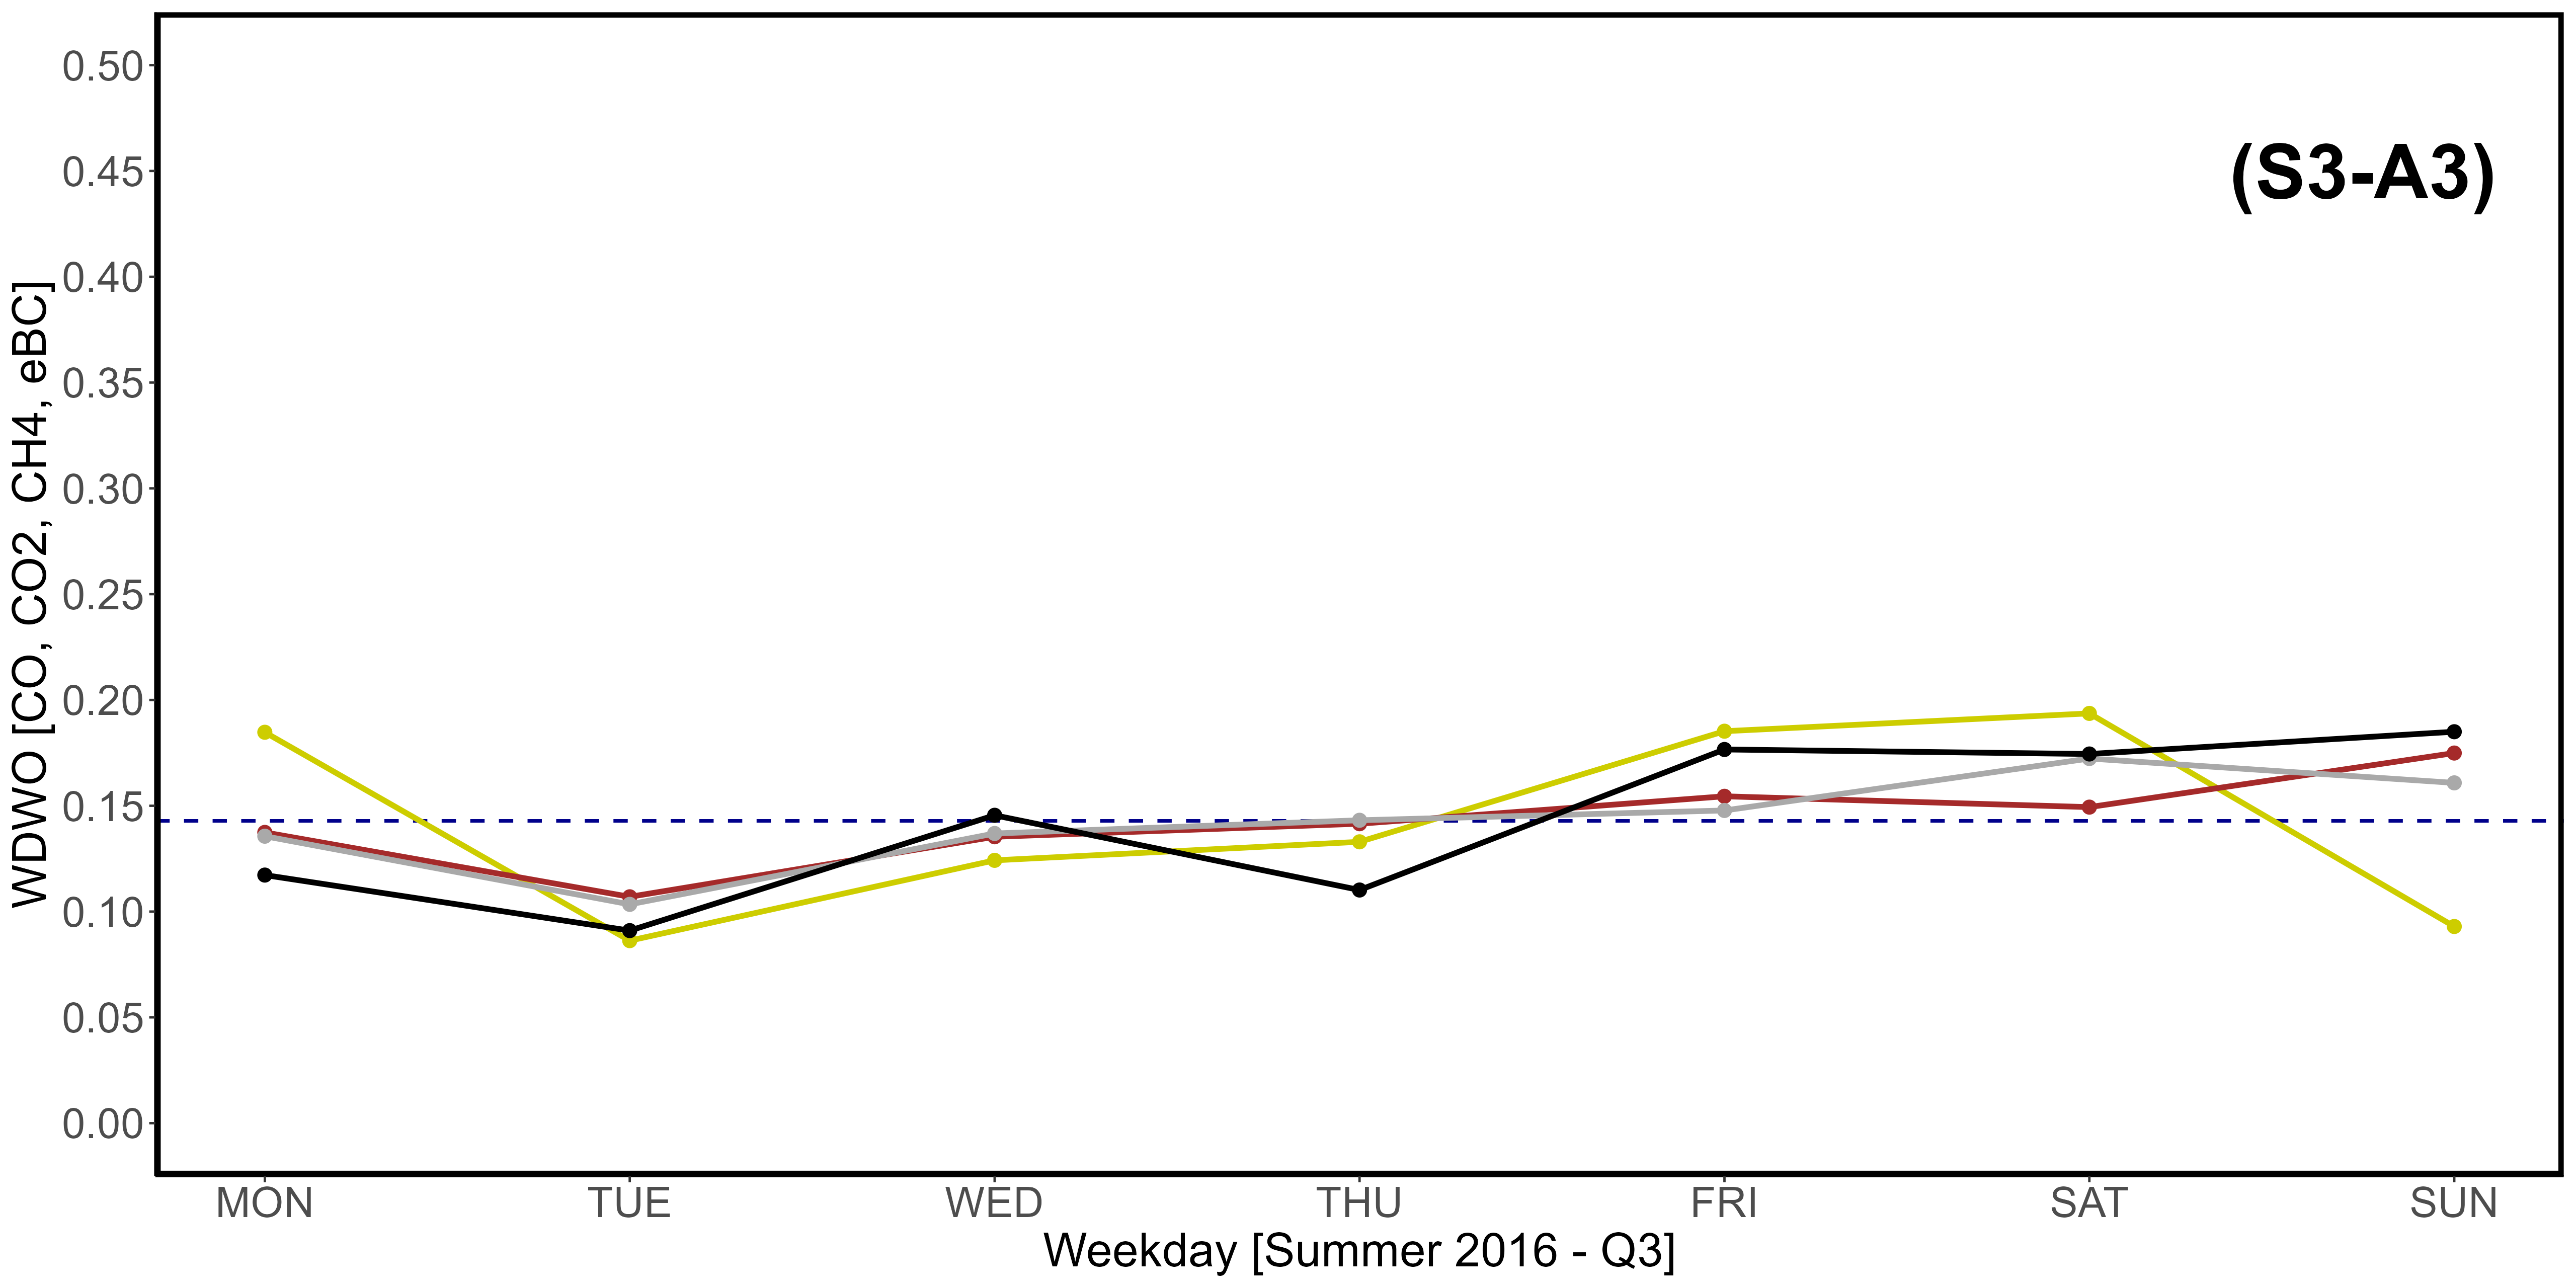 (S3-A3)
WDWO [CO, CO2, CH4, eBC]
0.50
0.45
0.40
0.35
0.30
0.25
0.20
0.15
0.10
0.05
0.00
MON TUE WED THU FRI SAT SUN
Weekday [Summer 2016 - Q3]